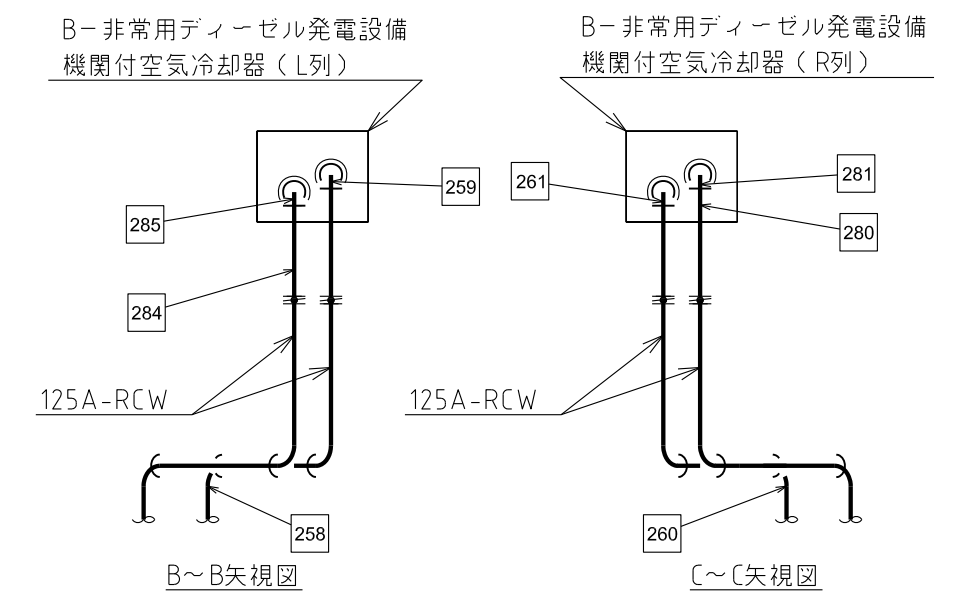 B－非常用ディーゼル発電設備
機関付空気冷却器（L列）
B－非常用ディーゼル発電設備
機関付空気冷却器（R列）
259
285
284
125A-RCW
258
B～B矢視図
261
281
280
125A-RCW
260
C～C矢視図